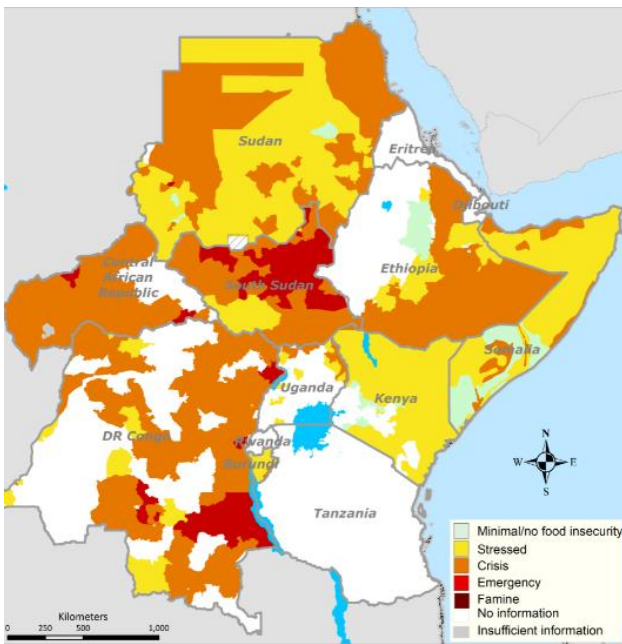 Sudan
Eritrea
Djibouti
Central
African
Republic
South Sudan
Ethiopia
Somalia
Uganda
Kenya
DR Congo
Rwanda
Burundi
Tanzania
N
W E
S
Minimal/no food insecurity
Stressed
Crisis
Emergency
Famine
No information
Insufficient information
Kilometers
0 250 500 1,000